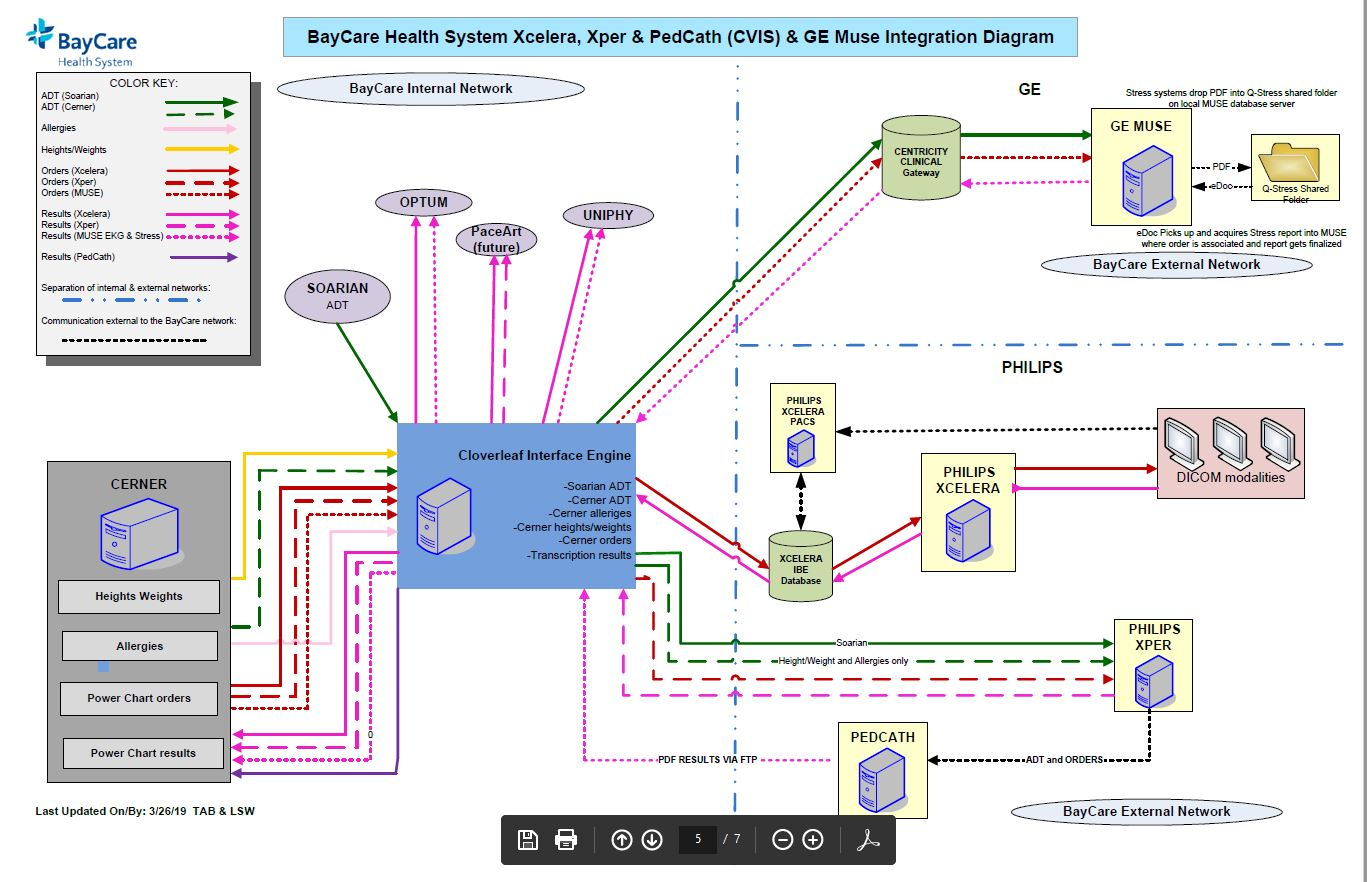 BayCare
Health System
BayCare Health System Xcelera, Xper & PedCath (CVIS) & GE Muse Integration Diagram
COLOR KEY:
ADT (Soarian)
ADT (Cerner)
Allergies
Heights/Weights
Orders (Xcelera)
Orders (Xper)
Orders (MUSE)
Results (Xcelera)
Results (Xper)
Results (MUSE EKG & Stress)
Results (PedCath)
Separation of internal & external networks:
Communication external to the BayCare network:
BayCare Internal Network
GE
Stress systems drop PDF into Q-Stress shared folder
on local MUSE database server
CENTRICITY
CLINICAL
Gateway
GE MUSE
PDF
eDoc
Q-Stress Shared
Folder
eDoc Picks up and acquires Stress report into MUSE
where order is associated and report gets finalized
BayCare External Network
OPTUM
PaceArt
(future)
UNIPHY
SOARIAN
ADT
PHILIPS
PHILIPS
XCELERA
PACS
DICOM modalities
PHILIPS
XCELERA
XCELERA
IBE
Database
Cloverleaf Interface Engine
-Soarian ADT
-Cerner ADT
-Cerner alleriges
-Cerner heights/weights
-Cerner orders
-Transcription results
CERNER
Heights Weights
Allergies
Power Chart orders
Power Chart results
0
Soarian
Height/Weight and Allergies only
PHILIPS
XPER
PEDCATH
PDF RESULTS VIA FTP
ADT and ORDERS
BayCare External Network
Last Updated On/By: 3/26/19 TAB & LSW
5 / 7